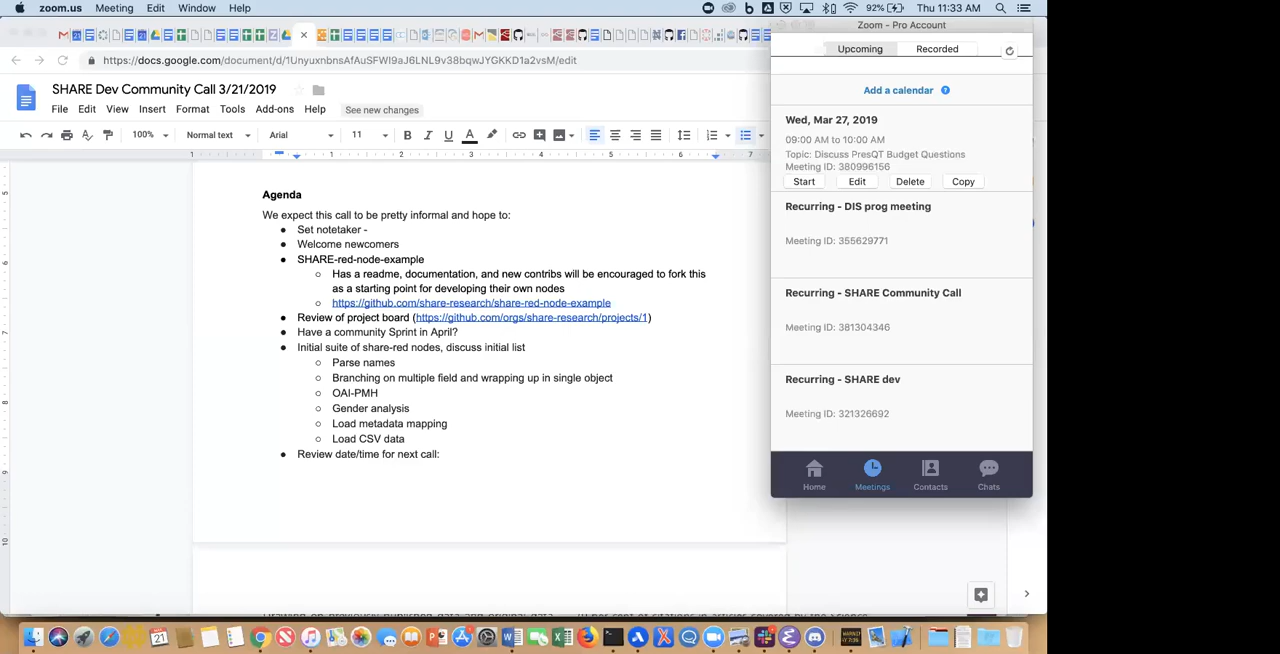 zoom.us Meeting Edit Window Help 92% Thu 11:33 AM
https://docs.google.com/document/d/1UnyuxnbnsAfAuSFWI9aJ6LNL9v38bqwJYGKKD1a2vsM/edit
SHARE Dev Community Call 3/21/2019
File Edit View Insert Format Tools Add-ons Help See new changes
100% Normal text Arial 11
Agenda
We expect this call to be pretty informal and hope to:
Set notetaker -
Welcome newcomers
SHARE-red-node-example
Has a readme, documentation, and new contribs will be encouraged to fork this
as a starting point for developing their own nodes
https://github.com/share-research/share-red-node-example
Review of project board (https://github.com/orgs/share-research/projects/1)
Have a community Sprint in April?
Initial suite of share-red nodes, discuss initial list
Parse names
Branching on multiple field and wrapping up in single object
OAI-PMH
Gender analysis
Load metadata mapping
Load CSV data
Review date/time for next call:
Zoom - Pro Account
Upcoming Recorded
Add a calendar ?
Wed, Mar 27, 2019
09:00 AM to 10:00 AM
Topic: Discuss PresQT Budget Questions
Meeting ID: 380996156
Start Edit Delete Copy
Recurring - DIS prog meeting
Meeting ID: 355629771
Recurring - SHARE Community Call
Meeting ID: 381304346
Recurring - SHARE dev
Meeting ID: 321326692
Home Meetings Contacts Chats